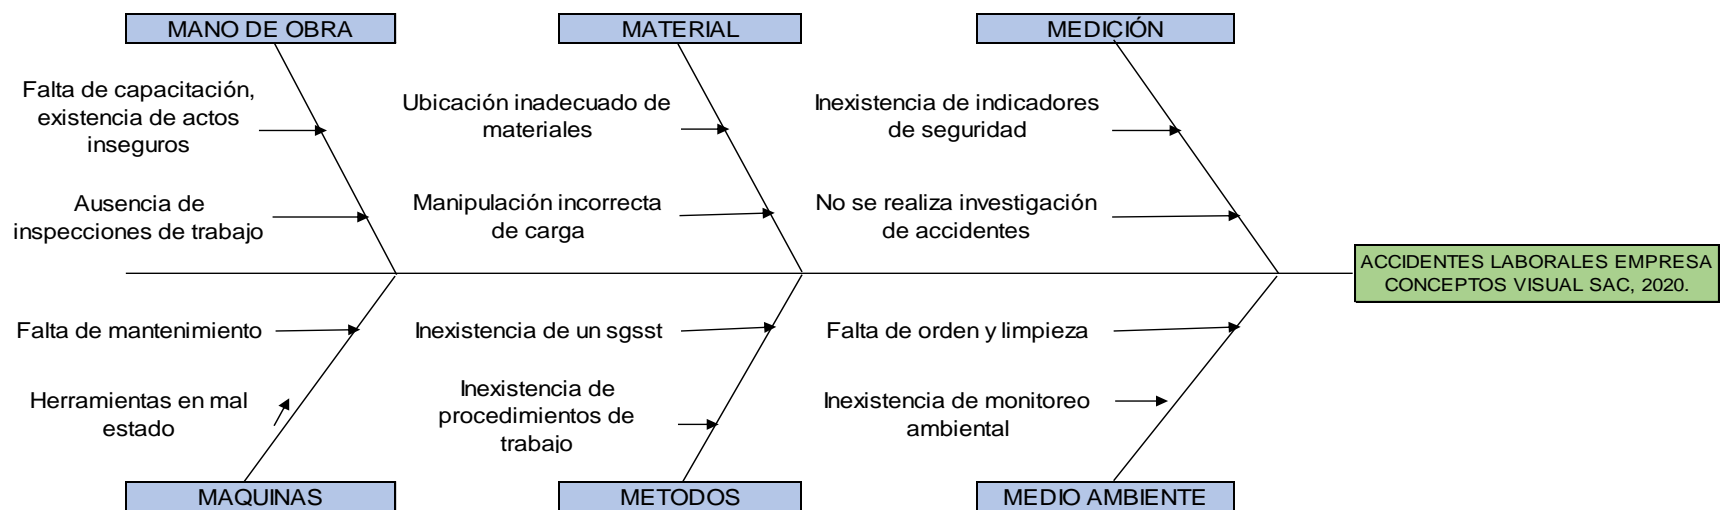 MANO DE OBRA
MATERIAL
MEDICIÓN
Falta de capacitación,
existencia de actos
inseguros
Ubicación inadecuado de
materiales
Inexistencia de indicadores
de seguridad
Ausencia de
inspecciones de trabajo
Manipulación incorrecta
de carga
No se realiza investigación
de accidentes
ACCIDENTES LABORALES EMPRESA
CONCEPTOS VISUAL SAC, 2020.
Falta de mantenimiento
Inexistencia de un sgsst
Falta de orden y limpieza
Herramientas en mal
estado
Inexistencia de
procedimientos de
trabajo
Inexistencia de monitoreo
ambiental
MAQUINAS
METODOS
MEDIO AMBIENTE